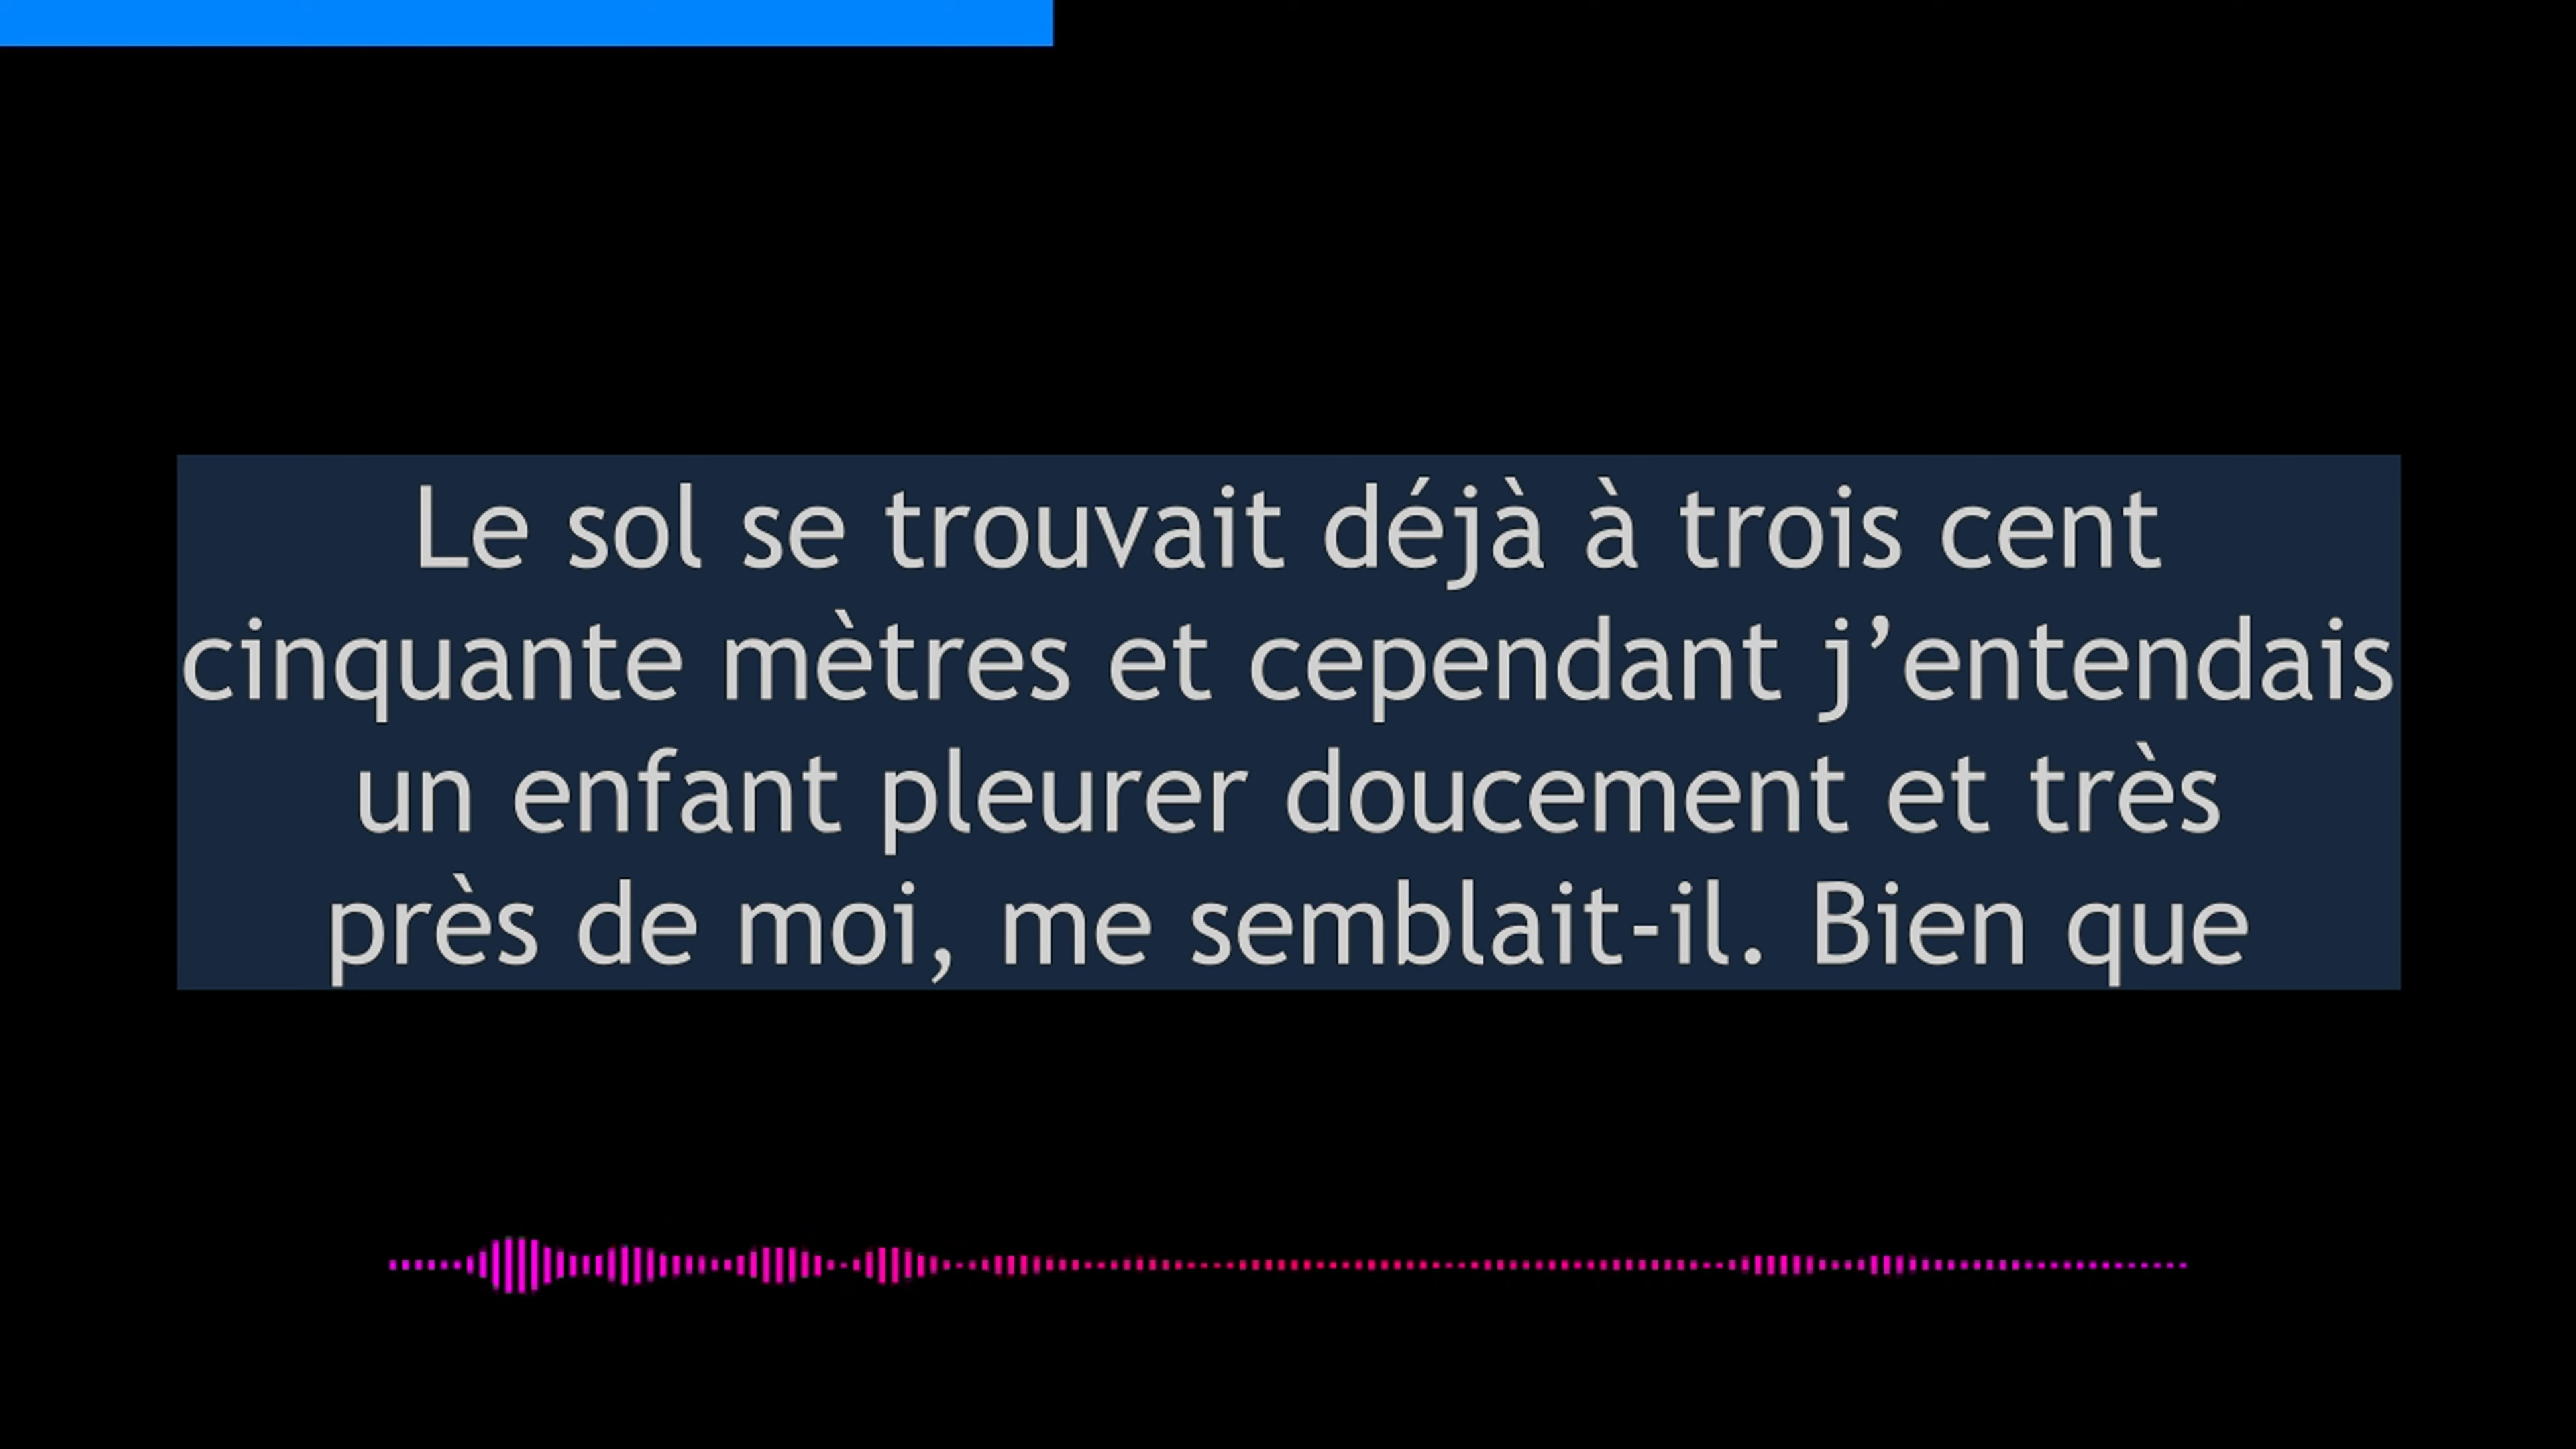 Le sol se trouvait déjà à trois cent
cinquante mètres et cependant j’entendais
un enfant pleurer doucement et très
près de moi, me semblait-il. Bien que